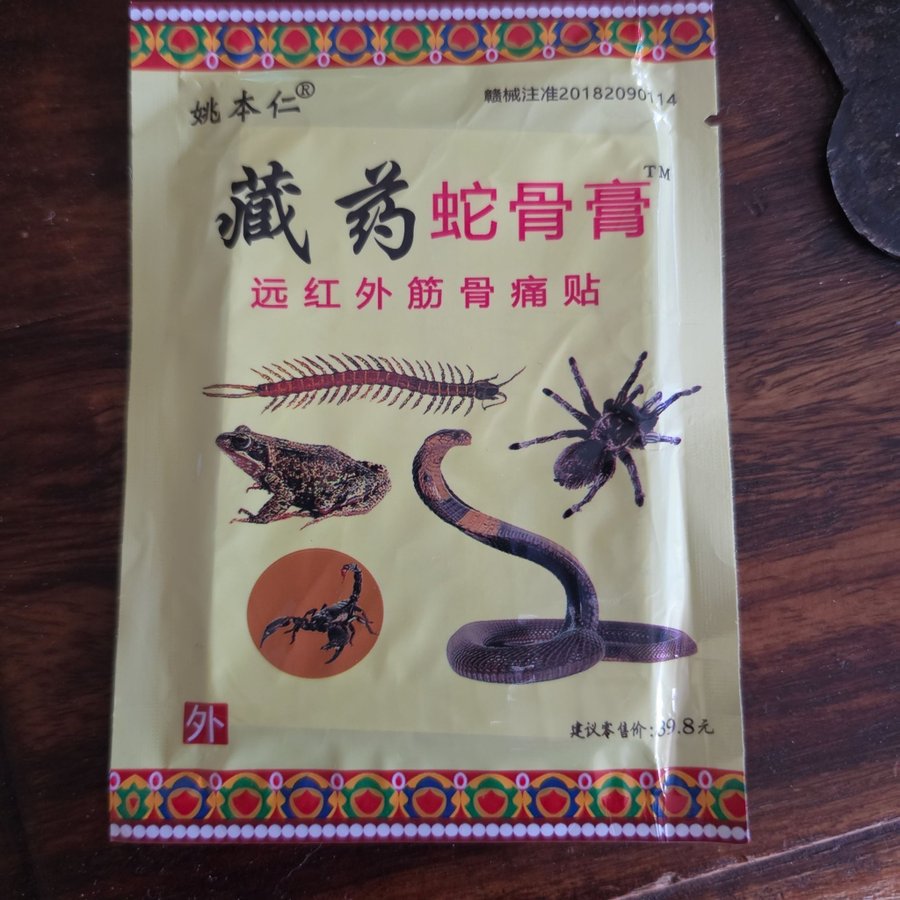 姚本仁®
赣械注准20182090114
藏药蛇骨膏™
远红外筋骨痛贴
外
建议零售价:39.8元